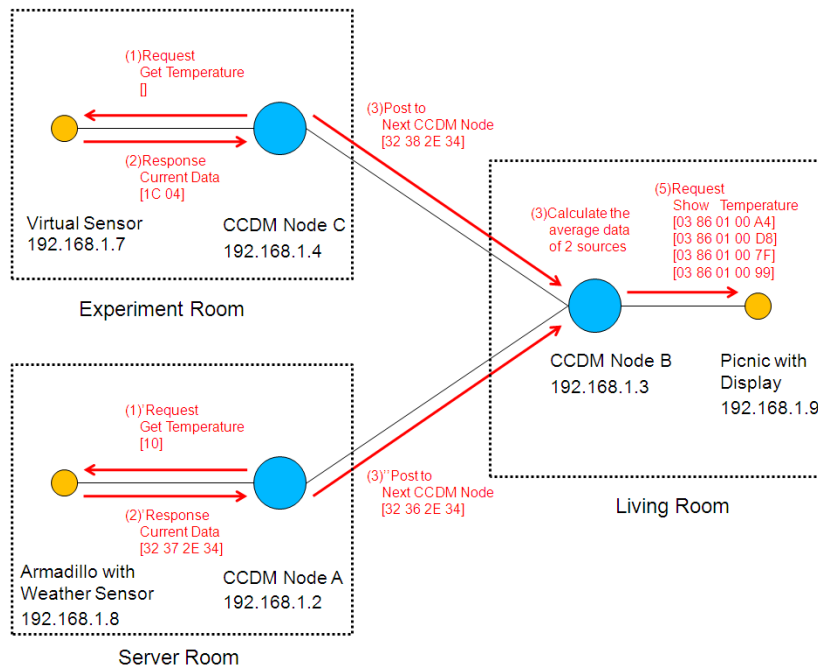 (1)Request
Get Temperature
[]
(2)Response
Current Data
[1C 04]
Virtual Sensor
192.168.1.7
CCDM Node C
192.168.1.4
Experiment Room
(3)Post to
Next CCDM Node
[32 38 2E 34]
(3)Calculate the
average data
of 2 sources
(5)Request
Show Temperature
[03 86 01 00 A4]
[03 86 01 00 D8]
[03 86 01 00 7F]
[03 86 01 00 99]
CCDM Node B
192.168.1.3
Picnic with
Display
192.168.1.9
Living Room
(1)'Request
Get Temperature
[10]
(2)'Response
Current Data
[32 37 2E 34]
Armadillo with
Weather Sensor
192.168.1.8
CCDM Node A
192.168.1.2
(3)''Post to
Next CCDM Node
[32 36 2E 34]
Server Room